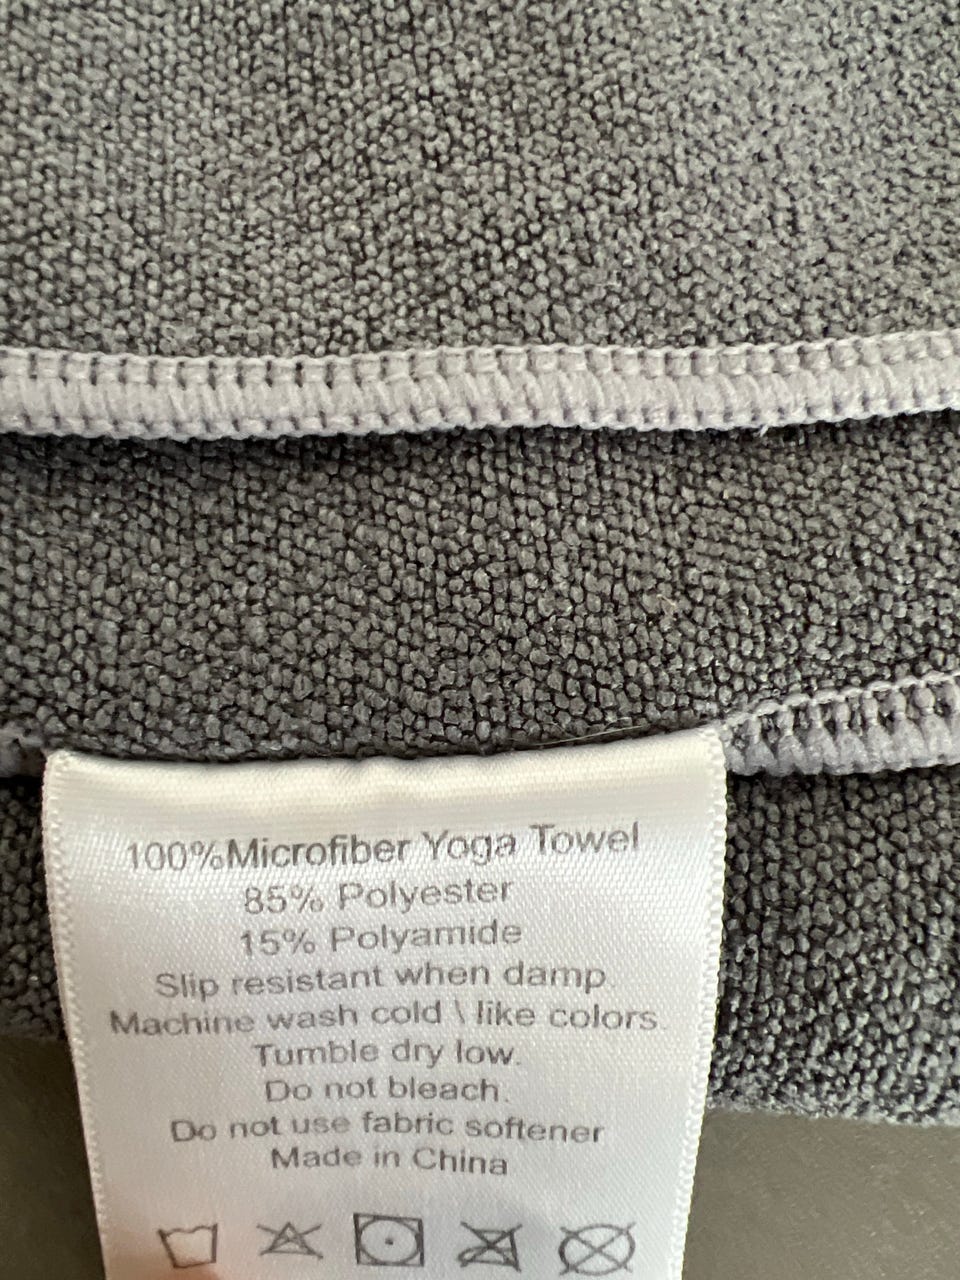 100%Microfiber Yoga Towel
85% Polyester
15% Polyamide
Slip resistant when damp.
Machine wash cold \ like colors.
Tumble dry low.
Do not bleach.
Do not use fabric softener
Made in China